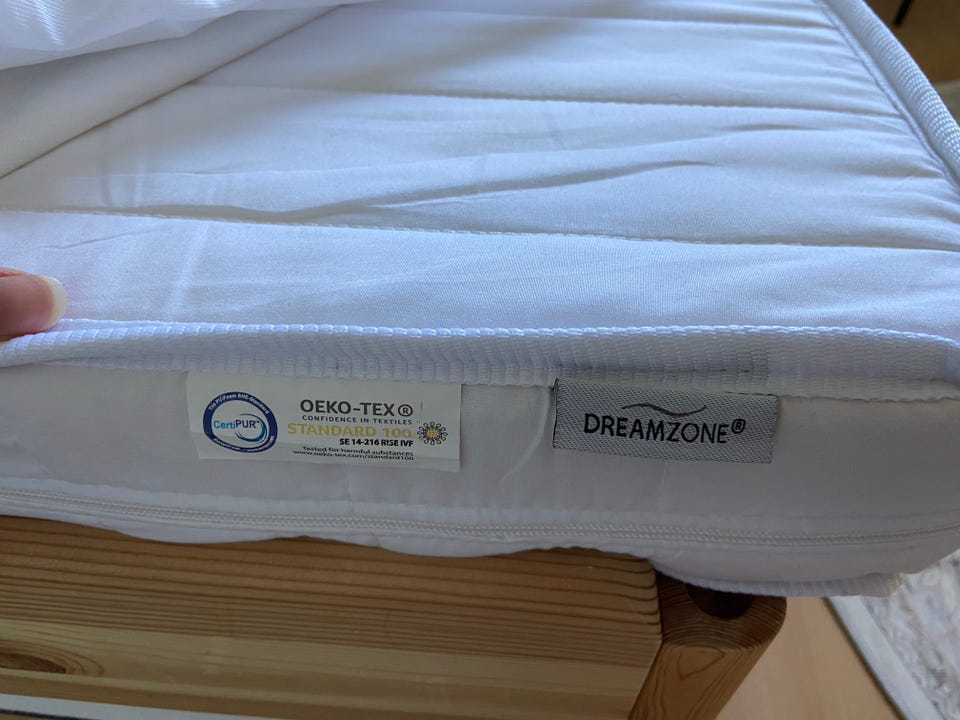 CertiPUR™
OEKO-TEX®
CONFIDENCE IN TEXTILES
STANDARD 100
SE 14-216 RISE IVF
Tested for harmful substances
www.oeko-tex.com/standard100
DREAMZONE®